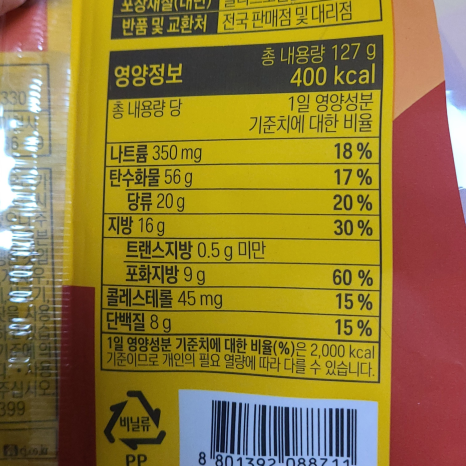 반품 및 교환처 전국 판매점 및 대리점
영양정보
총 내용량 127 g
400 kcal
총 내용량 당
1일 영양성분
기준치에 대한 비율
나트륨 350 mg 18 %
탄수화물 56 g 17 %
당류 20 g 20 %
지방 16 g 30 %
트랜스지방 0.5 g 미만
포화지방 9 g 60 %
콜레스테롤 45 mg 15 %
단백질 8 g 15 %
1일 영양성분 기준치에 대한 비율(%)은 2,000 kcal
기준이므로 개인의 필요 열량에 따라 다를 수 있습니다.
비닐류
PP
8 801392 088711
330
399